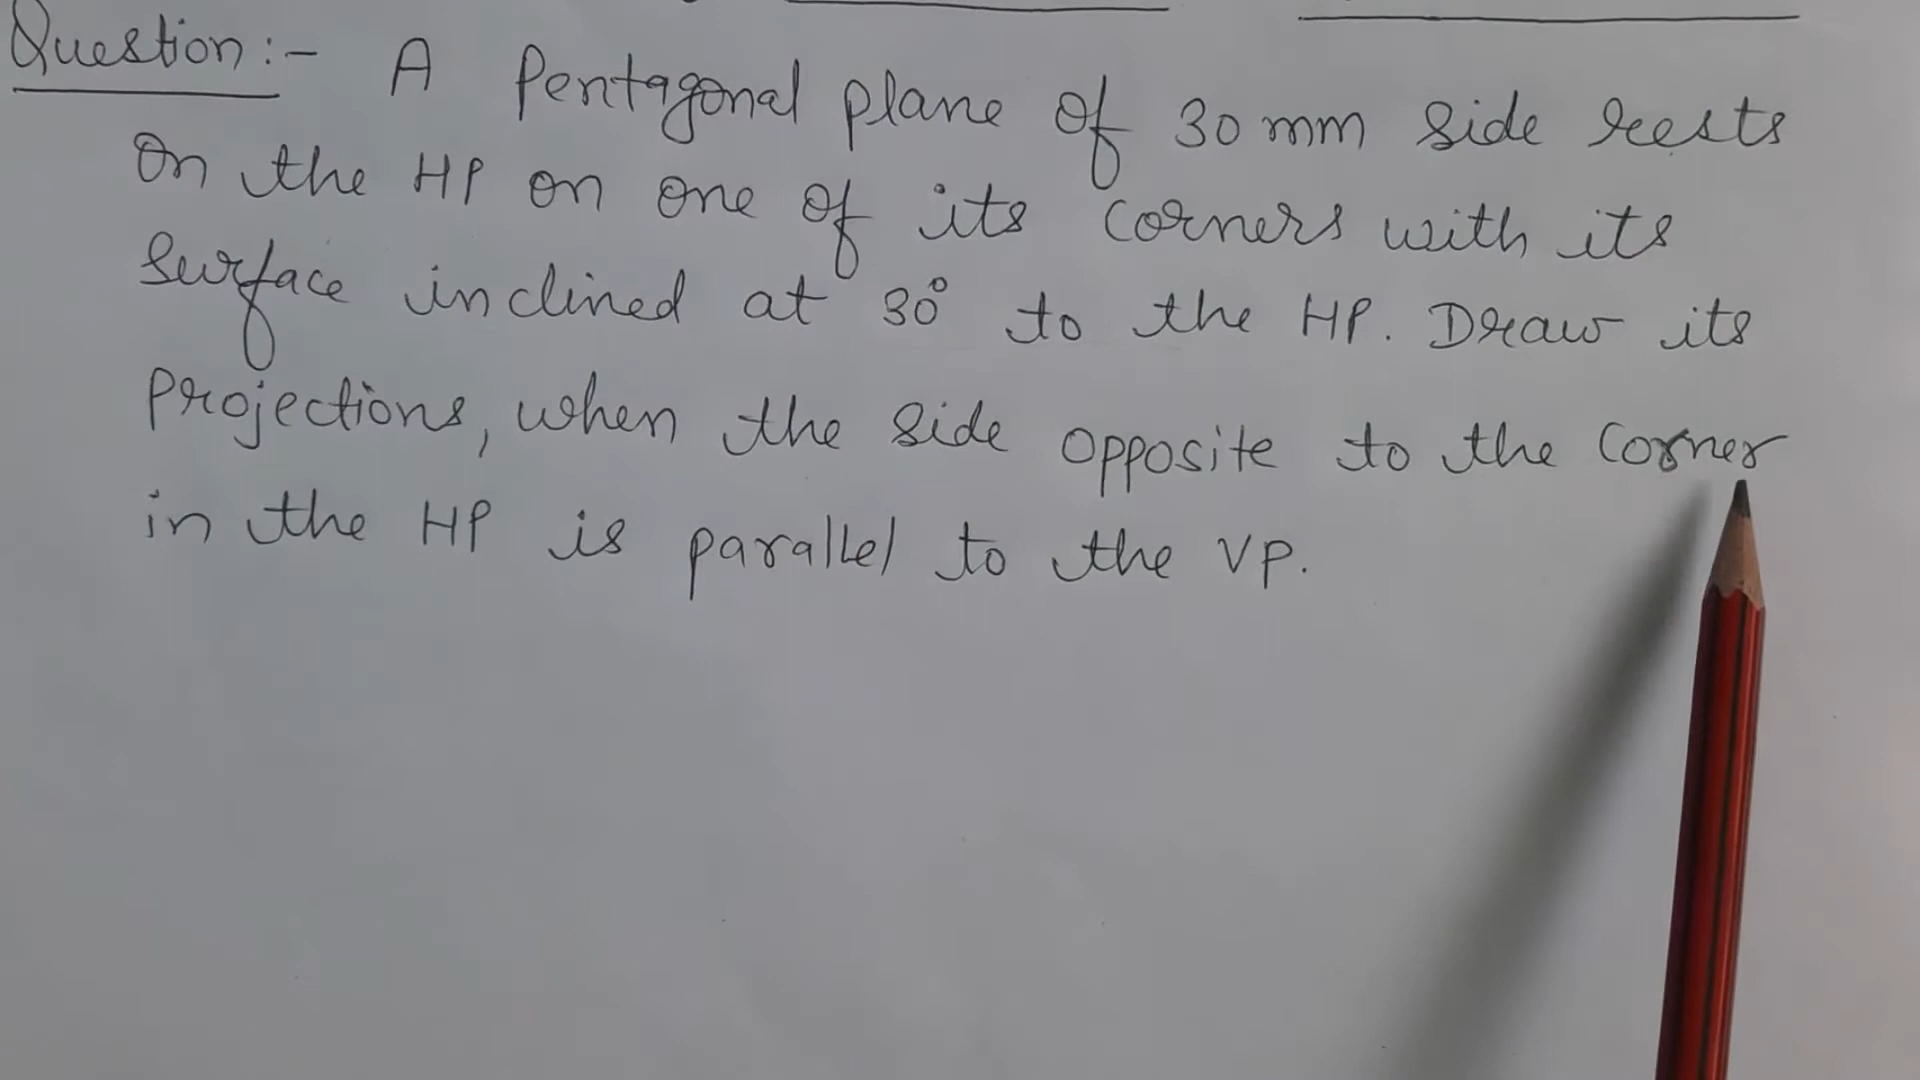 Question:- A Pentagonal plane of 30 mm side rests
on the HP on one of its corners with its
surface inclined at 30° to the HP. Draw its
projections, when the side opposite to the corner
in the HP is parallel to the VP.